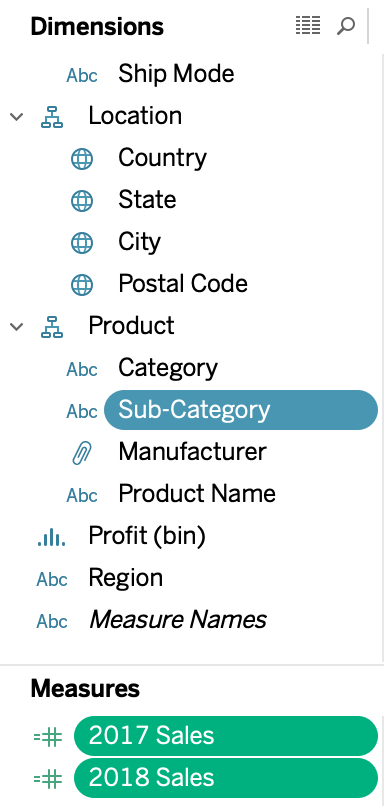 Dimensions
Abc Ship Mode
Location
Country
State
City
Postal Code
Product
Abc Category
Abc Sub-Category
Manufacturer
Abc Product Name
Profit (bin)
Abc Region
Abc Measure Names
Measures
=# 2017 Sales
=# 2018 Sales